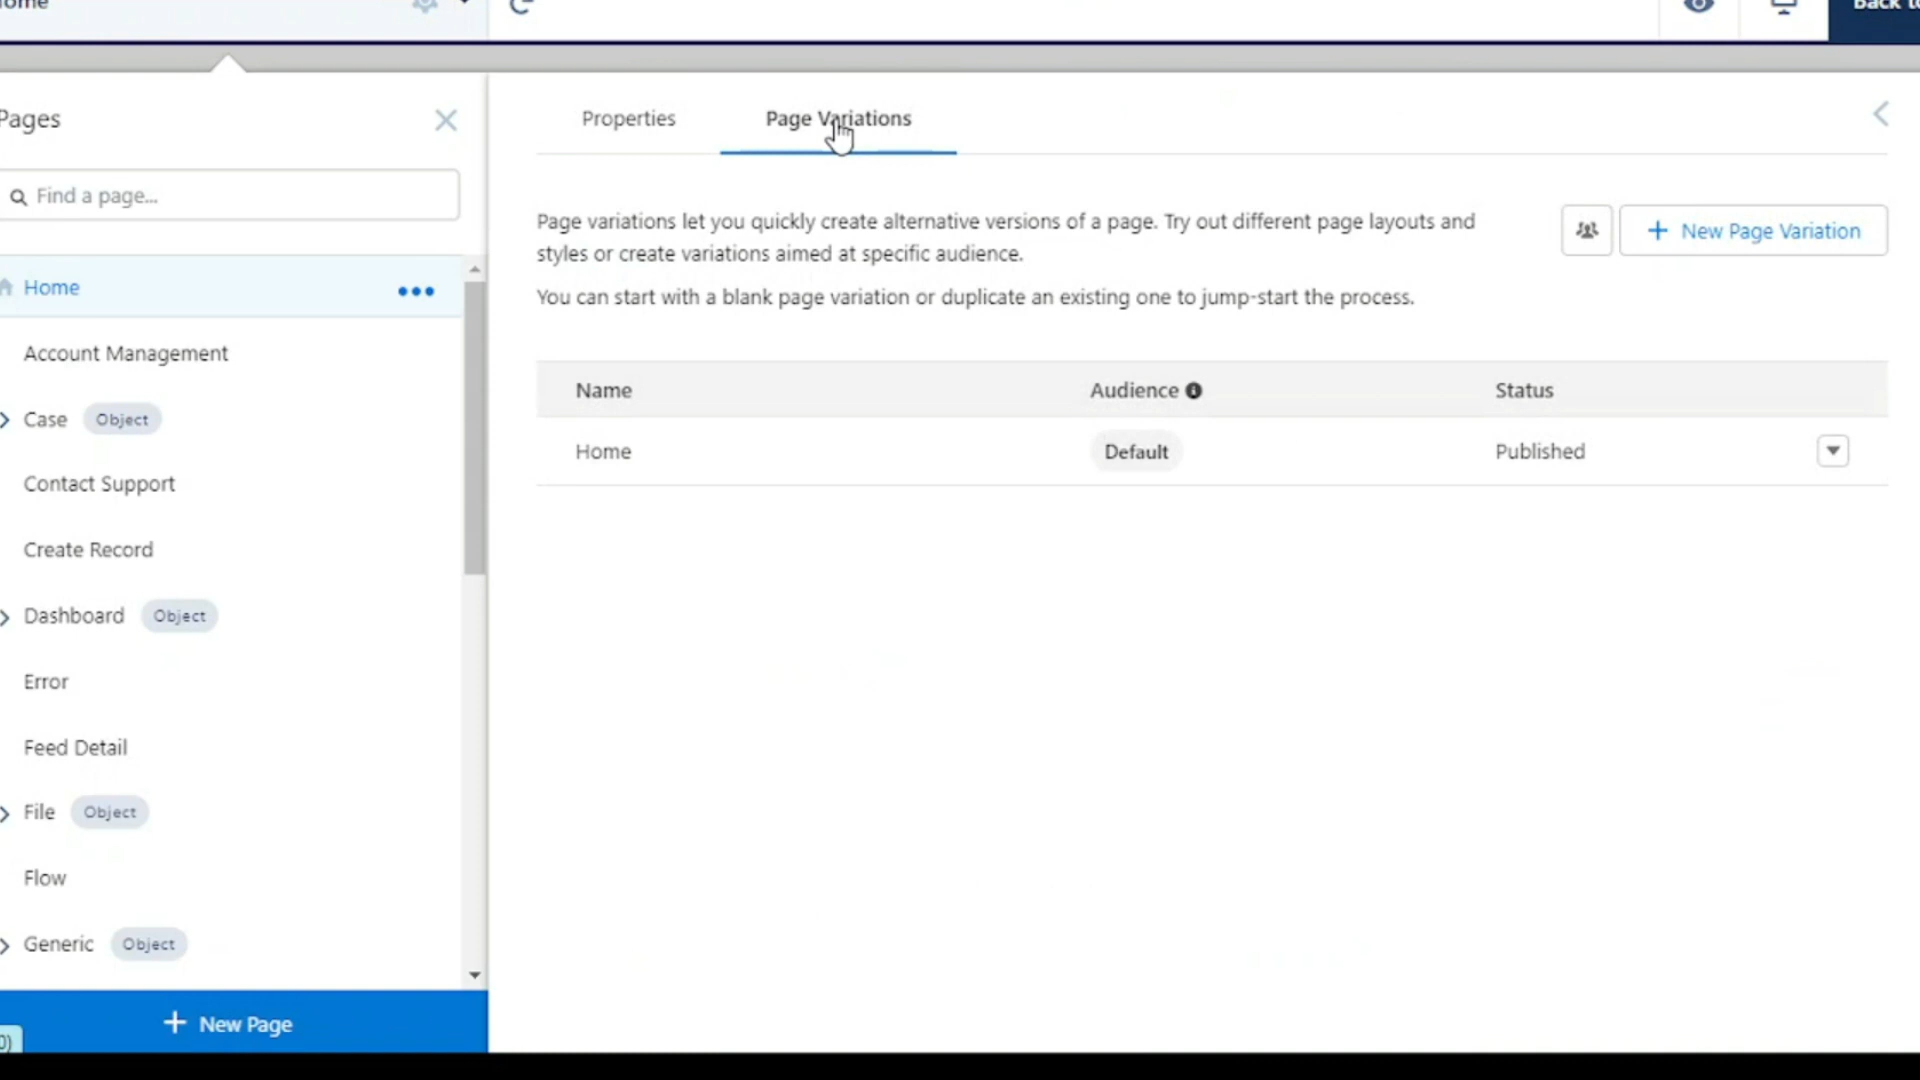 ome
Back to
Pages
Find a page...
Home
Account Management
Case Object
Contact Support
Create Record
Dashboard Object
Error
Feed Detail
File Object
Flow
Generic Object
+ New Page
0)
Properties
Page Variations
Page variations let you quickly create alternative versions of a page. Try out different page layouts and
styles or create variations aimed at specific audience.
You can start with a blank page variation or duplicate an existing one to jump-start the process.
+ New Page Variation
Name Audience Status
Home Default Published